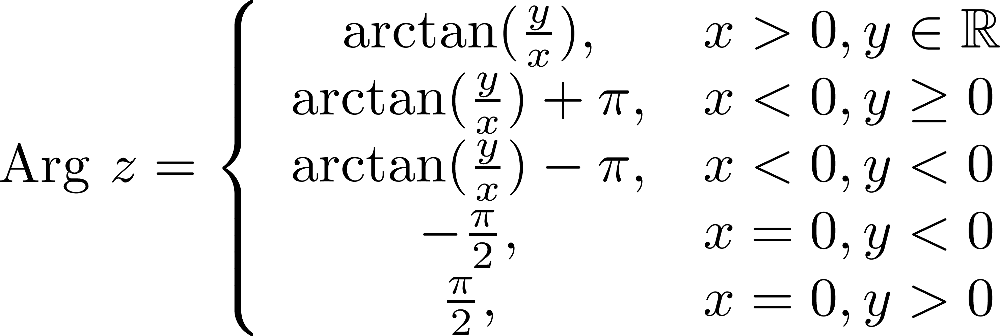 Arg z = { arctan(y/x), x > 0, y ∈ ℝ
arctan(y/x) + π, x < 0, y ≥ 0
arctan(y/x) − π, x < 0, y < 0
−π/2, x = 0, y < 0
π/2, x = 0, y > 0